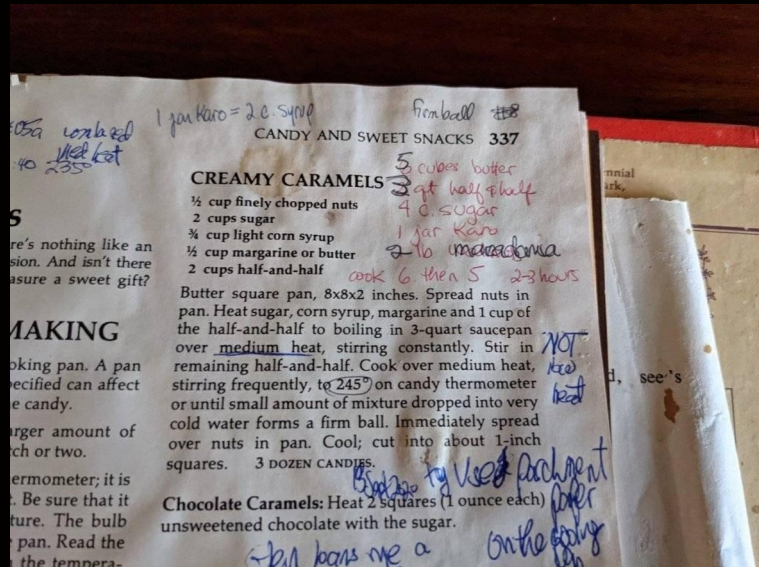 1 jar Karo = 2 c. syrup
firmball #8
CANDY AND SWEET SNACKS 337
Med heat
235°
CREAMY CARAMELS
5 cubes butter
½ cup finely chopped nuts
qt half & half
2 cups sugar
4 c. sugar
¾ cup light corn syrup
1 jar Karo
½ cup margarine or butter
2 lb macadamia
2 cups half-and-half
cook 6 then 5 2-3 hours
Butter square pan, 8x8x2 inches. Spread nuts in
pan. Heat sugar, corn syrup, margarine and 1 cup of
the half-and-half to boiling in 3-quart saucepan
over medium heat, stirring constantly. Stir in
remaining half-and-half. Cook over medium heat,
stirring frequently, to 245° on candy thermometer
or until small amount of mixture dropped into very
cold water forms a firm ball. Immediately spread
over nuts in pan. Cool; cut into about 1-inch
squares. 3 DOZEN CANDIES.
NOT
low
heat
Used parchment
paper
on the cooling
Chocolate Caramels: Heat 2 squares (1 ounce each)
unsweetened chocolate with the sugar.
loans me a
S
re's nothing like an
sion. And isn't there
asure a sweet gift?
MAKING
oking pan. A pan
ecified can affect
e candy.
arger amount of
ch or two.
ermometer; it is
. Be sure that it
ture. The bulb
pan. Read the
the tempera-
nnial
ark,
d, see's